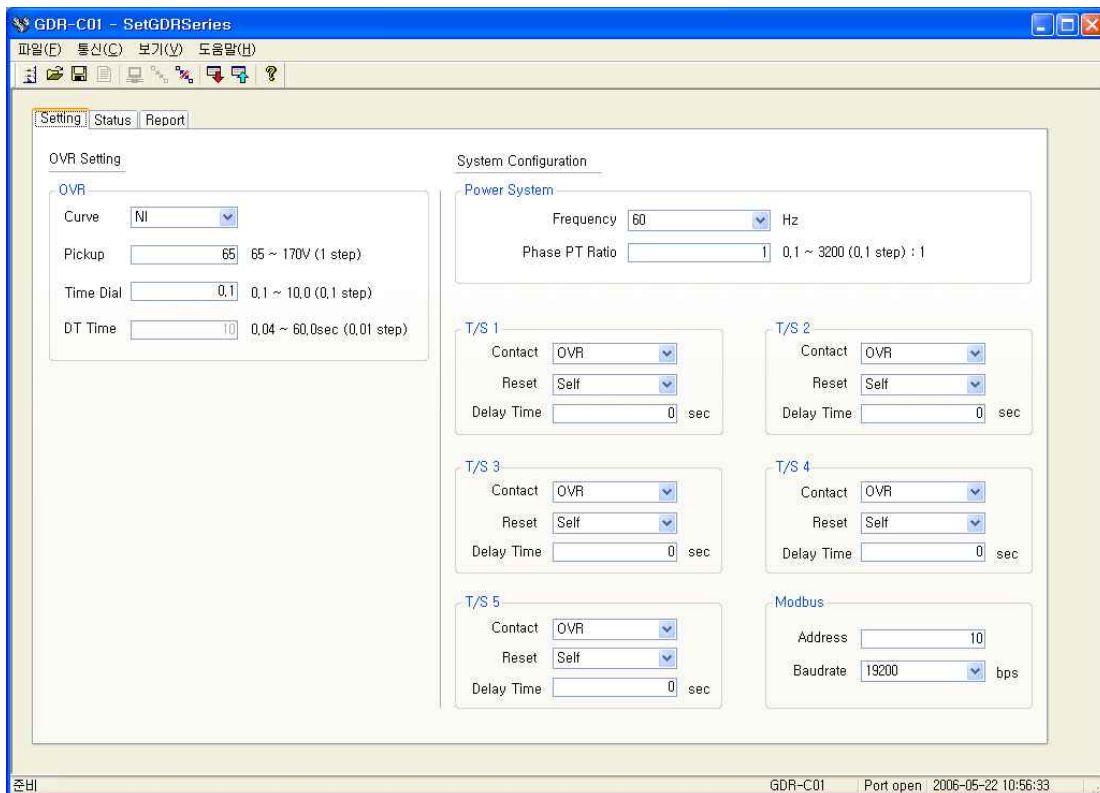 GDR-C01 - SetGDRSeries
파일(F) 통신(C) 보기(V) 도움말(H)
Setting Status Report
OVR Setting
OVR
Curve NI
Pickup 65 65 ~ 170V (1 step)
Time Dial 0,1 0,1 ~ 10,0 (0,1 step)
DT Time 10 0,04 ~ 60,0sec (0,01 step)
System Configuration
Power System
Frequency 60 Hz
Phase PT Ratio 1 0,1 ~ 3200 (0,1 step) : 1
T/S 1
Contact OVR
Reset Self
Delay Time 0 sec
T/S 2
Contact OVR
Reset Self
Delay Time 0 sec
T/S 3
Contact OVR
Reset Self
Delay Time 0 sec
T/S 4
Contact OVR
Reset Self
Delay Time 0 sec
T/S 5
Contact OVR
Reset Self
Delay Time 0 sec
Modbus
Address 10
Baudrate 19200 bps
준비 GDR-C01 Port open 2006-05-22 10:56:33